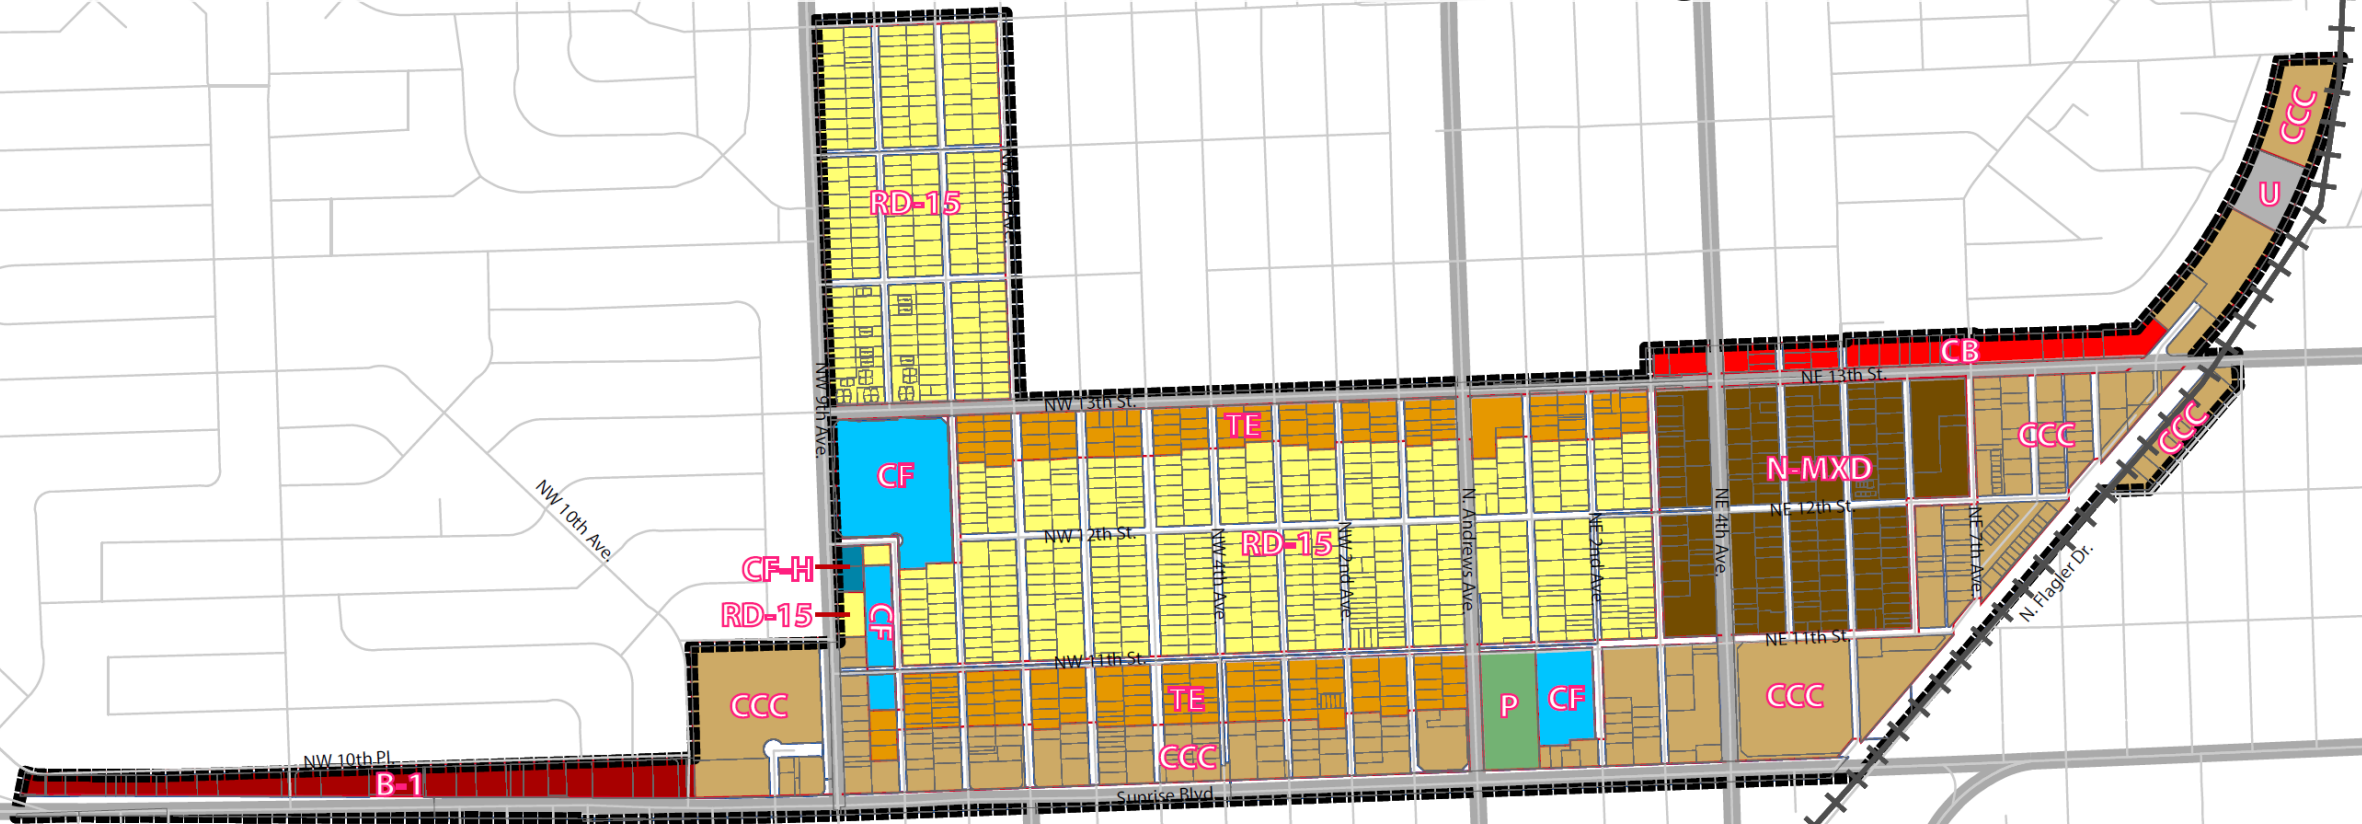 CCC
U
RD-15
NW 7th Ave.
CB
NE 13th St.
NW 9th Ave.
NW 13th St.
TE
CCC
CCC
CF
N-MXD
NW 10th Ave.
N Andrews Ave.
NE 4th Ave.
NE 12th St.
NW 12th St.
NW 4th Ave
RD-15
NW 2nd Ave.
NE 2nd Ave.
NE 7th Ave.
CF-H
N. Flagler Dr.
RD-15
CF
NE 11th St.
NW 11th St.
CCC
TE
P
CF
CCC
NW 10th Pl.
CCC
B-1
Sunrise Blvd